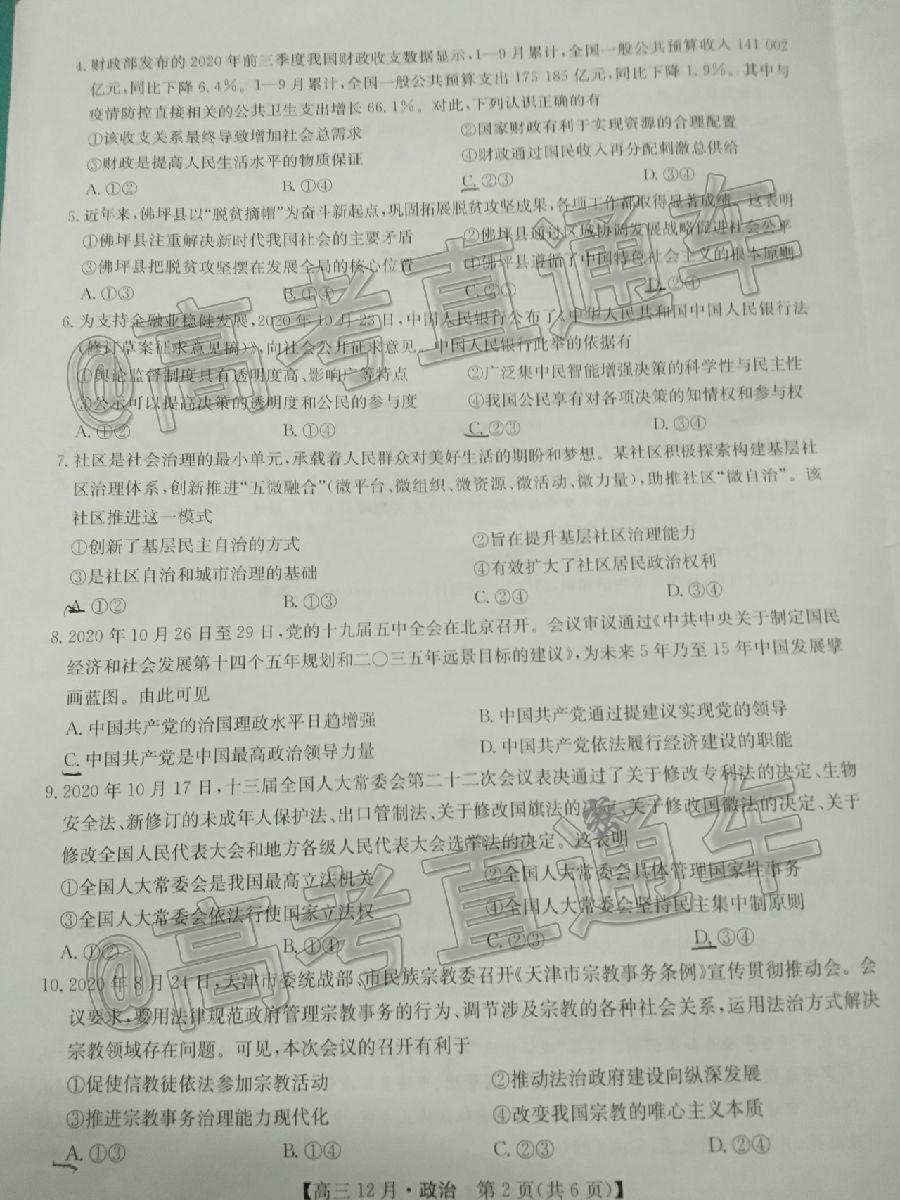 4. 财政部发布的 2020 年前三季度我国财政收支数据显示,1—9 月累计,全国一般公共预算收入 141 002
亿元,同比下降 6.4%。1—9 月累计,全国一般公共预算支出 175 185 亿元,同比下降 1.9%。其中与
疫情防控直接相关的公共卫生支出增长 66.1%。对此,下列认识正确的有
①该收支关系最终导致增加社会总需求 ②国家财政有利于实现资源的合理配置
③财政是提高人民生活水平的物质保证 ④财政通过国民收入再分配刺激总供给
A. ①② B. ①④ C. ②③ D. ③④
5. 近年来,佛坪县以“脱贫摘帽”为奋斗新起点,巩固拓展脱贫攻坚成果,各项工作都取得显著成绩。这表明
①佛坪县注重解决新时代我国社会的主要矛盾 ②佛坪县通过区域协调发展战略促进社会公平
③佛坪县把脱贫攻坚摆在发展全局的核心位置 ④佛坪县遵循了中国特色社会主义的根本原则
A. ①③ B. ①④ C. ②③ D. ②④
6. 为支持金融业稳健发展,2020 年 10 月 23 日,中国人民银行公布了《中华人民共和国中国人民银行法
(修订草案征求意见稿)》,向社会公开征求意见。中国人民银行此举的依据有
①舆论监督制度具有透明度高、影响广等特点 ②广泛集中民智能增强决策的科学性与民主性
③公示可以提高决策的透明度和公民的参与度 ④我国公民享有对各项决策的知情权和参与权
A. ①② B. ①④ C. ②③ D. ③④
7. 社区是社会治理的最小单元,承载着人民群众对美好生活的期盼和梦想。某社区积极探索构建基层社
区治理体系,创新推进“五微融合”(微平台、微组织、微资源、微活动、微力量),助推社区“微自治”。该
社区推进这一模式
①创新了基层民主自治的方式 ②旨在提升基层社区治理能力
③是社区自治和城市治理的基础 ④有效扩大了社区居民政治权利
A. ①② B. ①③ C. ②④ D. ③④
8. 2020 年 10 月 26 日至 29 日,党的十九届五中全会在北京召开。会议审议通过《中共中央关于制定国民
经济和社会发展第十四个五年规划和二〇三五年远景目标的建议》,为未来 5 年乃至 15 年中国发展擘
画蓝图。由此可见
A. 中国共产党的治国理政水平日趋增强 B. 中国共产党通过提建议实现党的领导
C. 中国共产党是中国最高政治领导力量 D. 中国共产党依法履行经济建设的职能
9. 2020 年 10 月 17 日,十三届全国人大常委会第二十二次会议表决通过了关于修改专利法的决定、生物
安全法、新修订的未成年人保护法、出口管制法、关于修改国旗法的决定、关于修改国徽法的决定、关于
修改全国人民代表大会和地方各级人民代表大会选举法的决定。这表明
①全国人大常委会是我国最高立法机关 ②全国人大常委会具体管理国家性事务
③全国人大常委会依法行使国家立法权 ④全国人大常委会坚持民主集中制原则
A. ①② B. ①④ C. ②③ D. ③④
10. 2020 年 8 月 24 日,天津市委统战部、市民族宗教委召开《天津市宗教事务条例》宣传贯彻推动会。会
议要求,要用法律规范政府管理宗教事务的行为、调节涉及宗教的各种社会关系,运用法治方式解决
宗教领域存在问题。可见,本次会议的召开有利于
①促使信教徒依法参加宗教活动 ②推动法治政府建设向纵深发展
③推进宗教事务治理能力现代化 ④改变我国宗教的唯心主义本质
A. ①③ B. ①④ C. ②③ D. ②④
【高三 12 月·政治 第 2 页(共 6 页)】
@高考直通车
@高考直通车